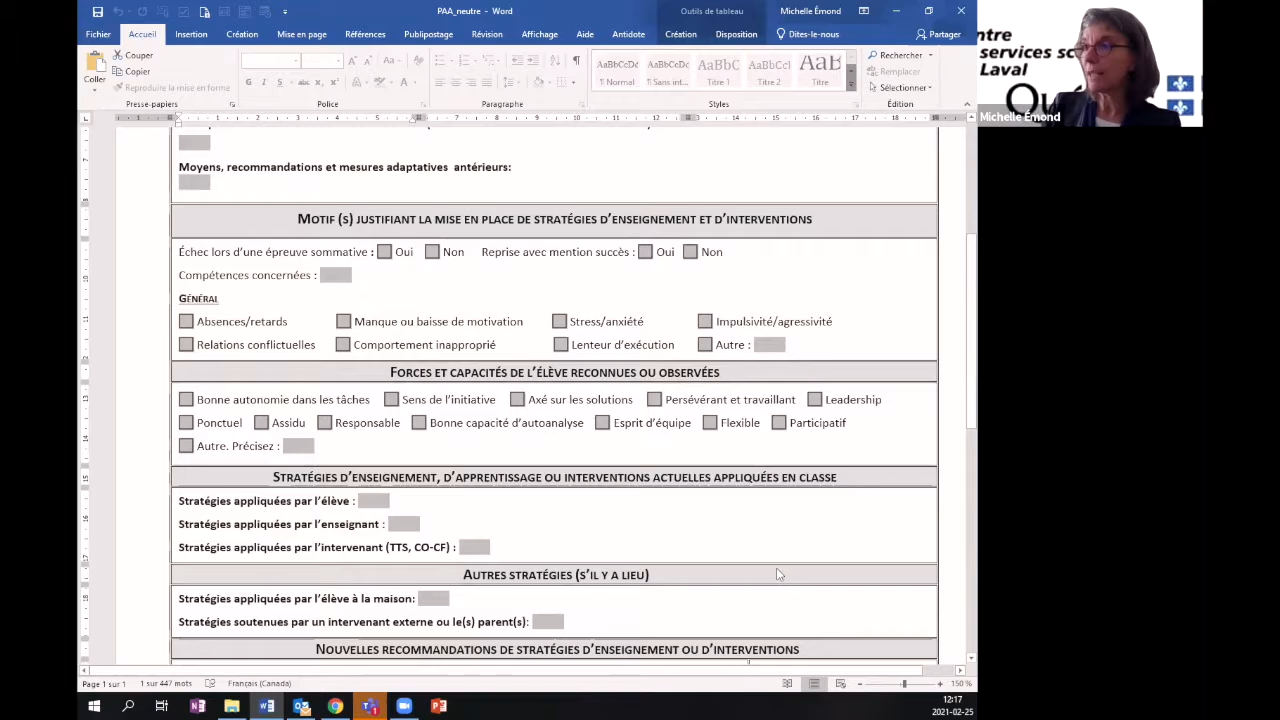 PAA_neutre – Word
Outils de tableau
Michelle Émond
Fichier Accueil Insertion Création Mise en page Références Publipostage Révision Affichage Aide Antidote Création Disposition Dites-le-nous Partager
Coller
Couper
Copier
Reproduire la mise en forme
G
AaBbCcDc AaBbCcDc AaBbC AaBbCcI AaBb
¶ Normal ¶ Sans int... Titre 1 Titre 2 Titre
Rechercher
Remplacer
Sélectionner
Presse-papiers Police Paragraphe Styles Édition
Moyens, recommandations et mesures adaptatives antérieurs:
Motif (s) justifiant la mise en place de stratégies d’enseignement et d’interventions
Échec lors d’une épreuve sommative : Oui Non Reprise avec mention succès : Oui Non
Compétences concernées :
Général
Absences/retards Manque ou baisse de motivation Stress/anxiété Impulsivité/agressivité
Relations conflictuelles Comportement inapproprié Lenteur d’exécution Autre :
Forces et capacités de l’élève reconnues ou observées
Bonne autonomie dans les tâches Sens de l’initiative Axé sur les solutions Persévérant et travaillant Leadership
Ponctuel Assidu Responsable Bonne capacité d’autoanalyse Esprit d’équipe Flexible Participatif
Autre. Précisez :
Stratégies d’enseignement, d’apprentissage ou interventions actuelles appliquées en classe
Stratégies appliquées par l’élève :
Stratégies appliquées par l’enseignant :
Stratégies appliquées par l’intervenant (TTS, CO-CF) :
Autres stratégies (s’il y a lieu)
Stratégies appliquées par l’élève à la maison:
Stratégies soutenues par un intervenant externe ou le(s) parent(s):
Nouvelles recommandations de stratégies d’enseignement ou d’interventions
Page 1 sur 1 1 sur 447 mots Français (Canada) 150 %
12:17
2021-02-25
ntre
services sc
Laval
Qu
Michelle Émond